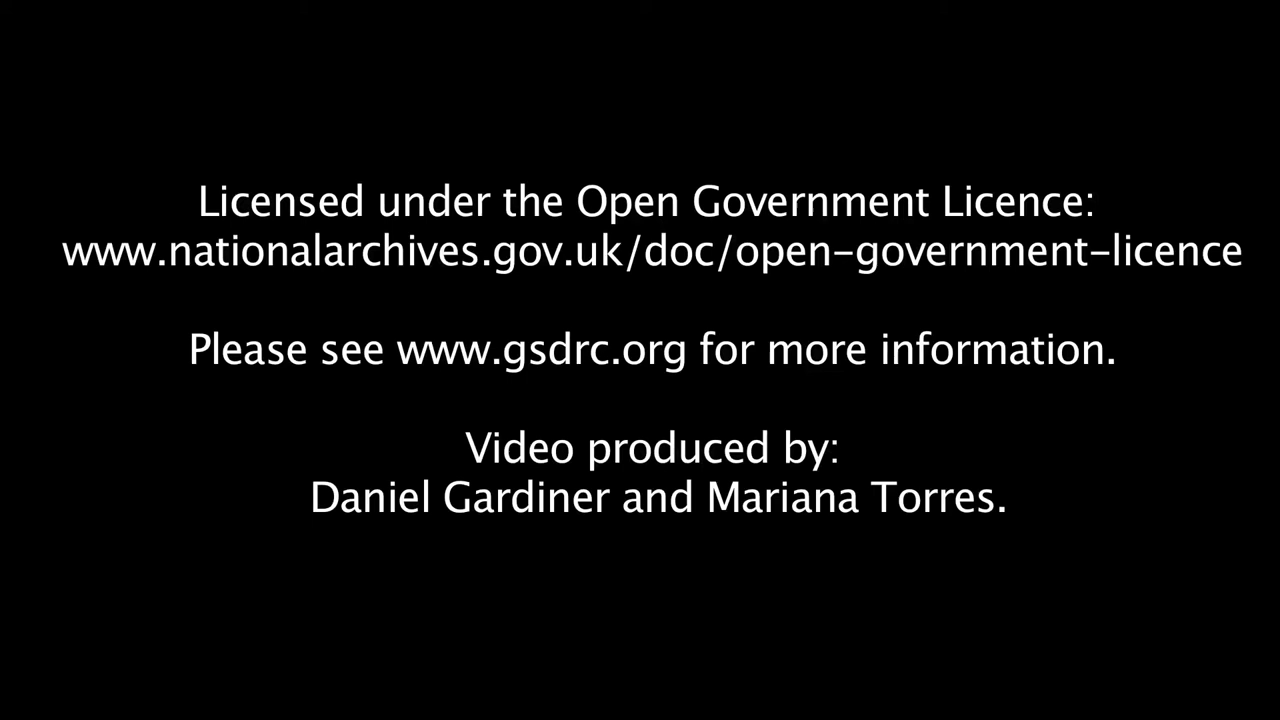 Licensed under the Open Government Licence:
www.nationalarchives.gov.uk/doc/open-government-licence
Please see www.gsdrc.org for more information.
Video produced by:
Daniel Gardiner and Mariana Torres.